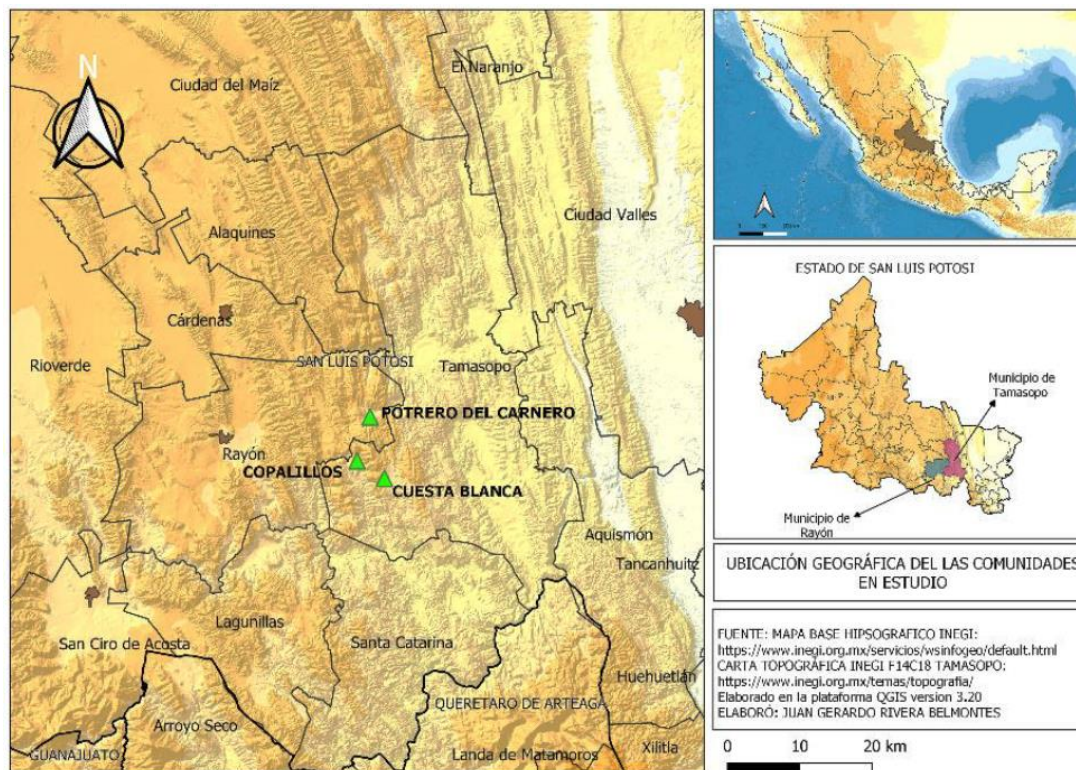 N
Ciudad del Maíz
El Naranjo
Ciudad Valles
Alaquines
Cárdenas
Rioverde
SAN LUIS POTOSI
Tamasopo
POTRERO DEL CARNERO
Rayón
COPALILLOS
CUESTA BLANCA
Aquismón
Tancanhuitz
Lagunillas
San Ciro de Acosta
Santa Catarina
Huehuetlán
QUERETARO DE ARTEAGA
Arroyo Seco
GUANAJUATO
Landa de Matamoros
Xilitla
ESTADO DE SAN LUIS POTOSI
Municipio de
Tamasopo
Municipio de
Rayón
UBICACIÓN GEOGRÁFICA DEL LAS COMUNIDADES
EN ESTUDIO
FUENTE: MAPA BASE HIPSOGRAFICO INEGI:
https://www.inegi.org.mx/servicios/wsinfogeo/default.html
CARTA TOPOGRÁFICA INEGI F14C18 TAMASOPO:
https://www.inegi.org.mx/temas/topografia/
Elaborado en la plataforma QGIS version 3.20
ELABORÓ: JUAN GERARDO RIVERA BELMONTES
0 10 20 km